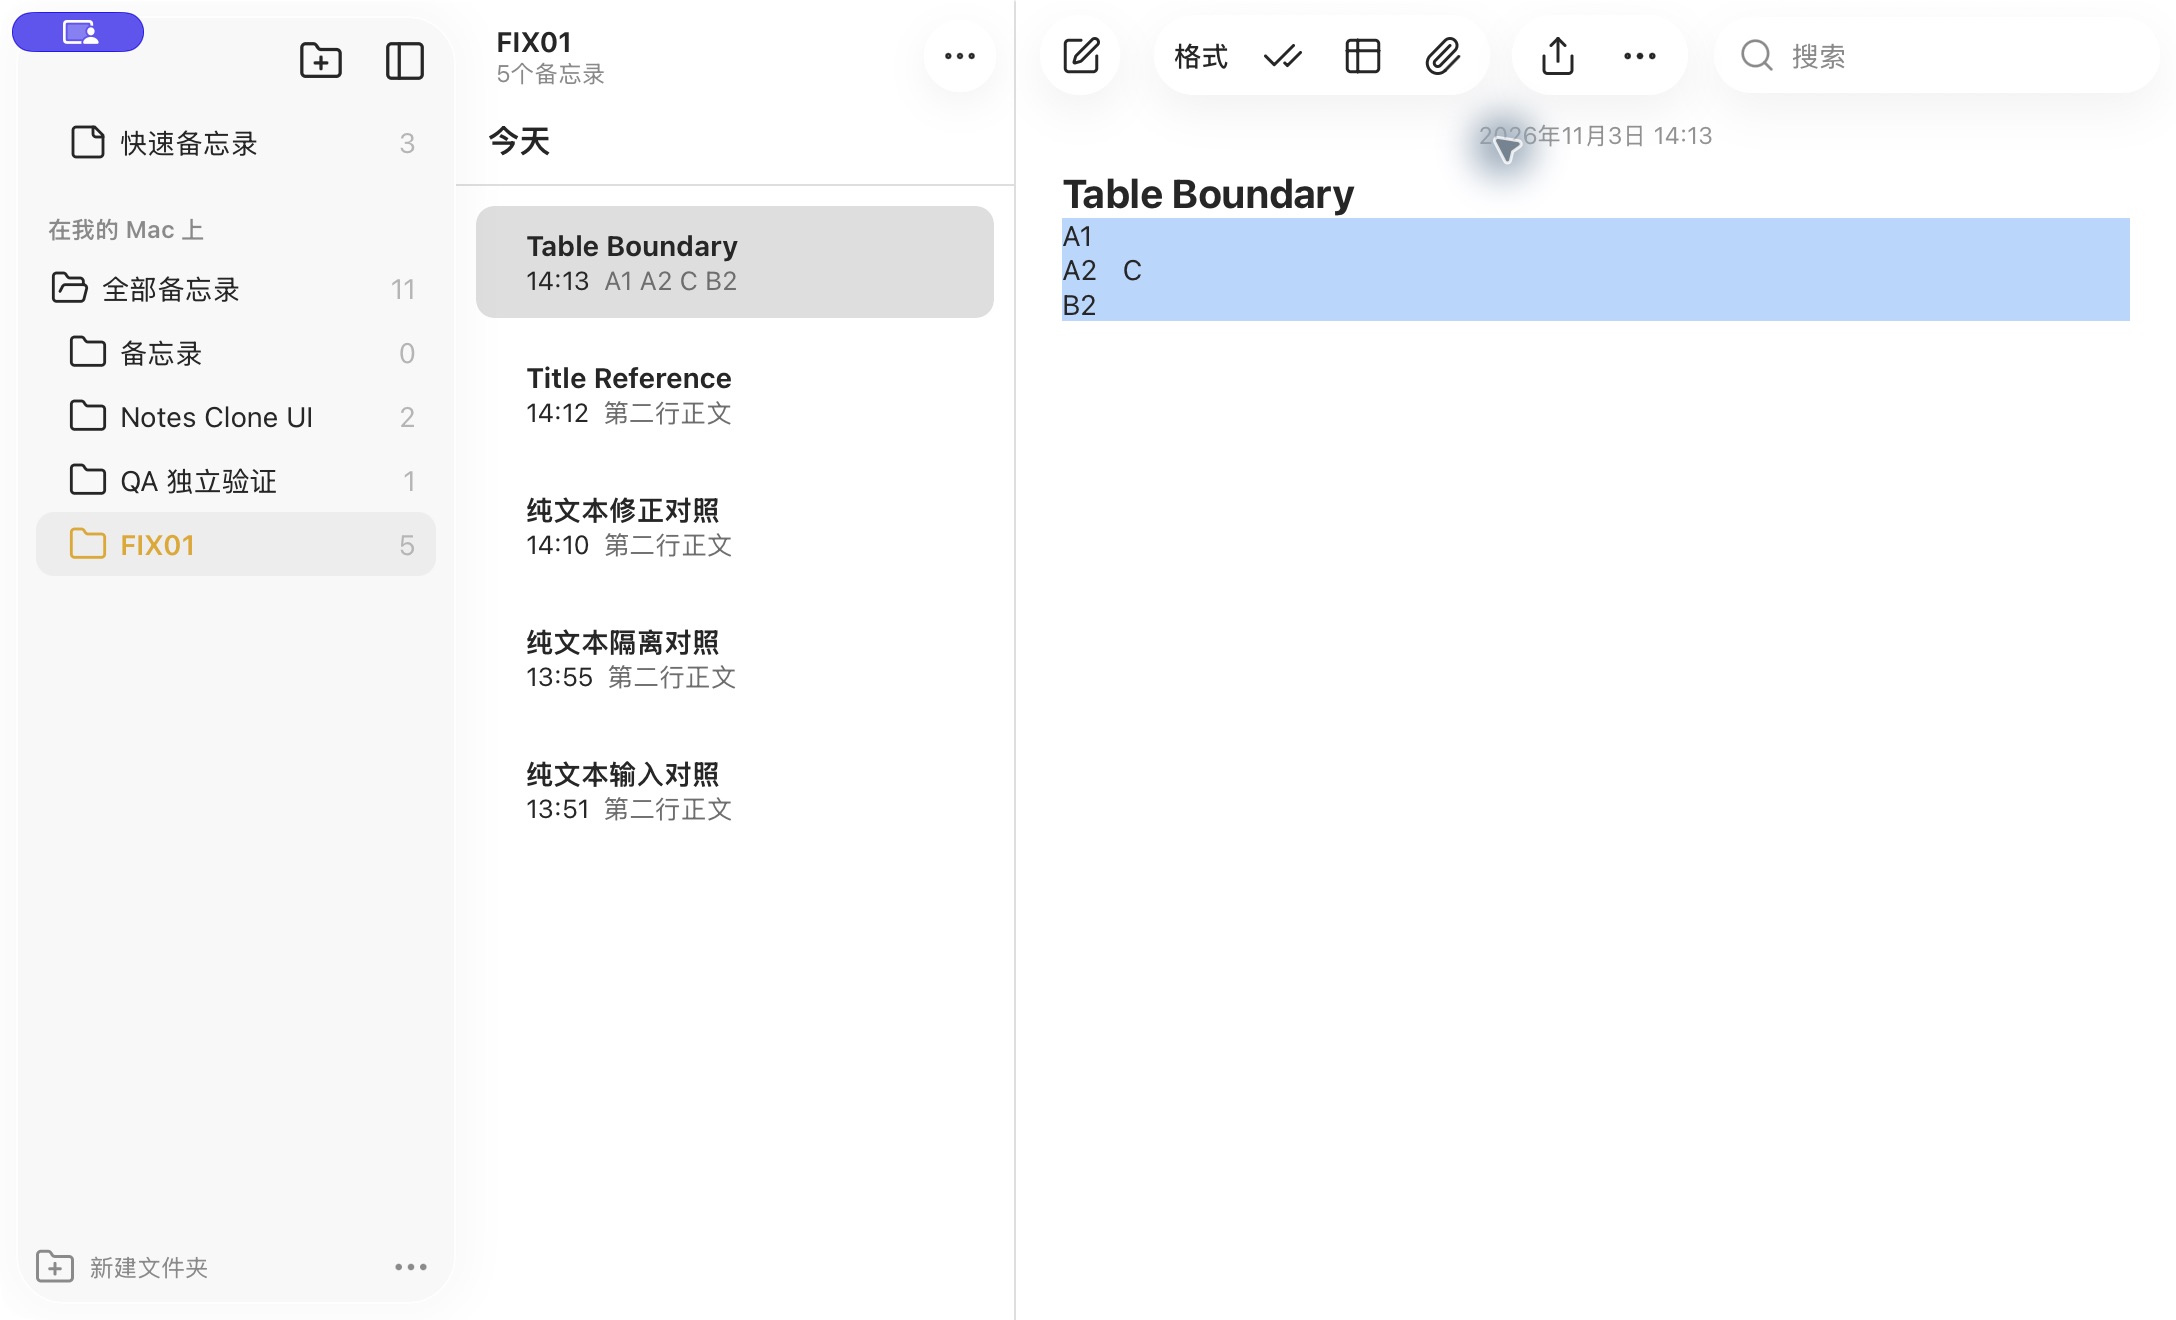 快速备忘录 3
在我的 Mac 上
全部备忘录 11
备忘录 0
Notes Clone UI 2
QA 独立验证 1
FIX01 5
新建文件夹
FIX01
5个备忘录
今天
Table Boundary
14:13 A1 A2 C B2
Title Reference
14:12 第二行正文
纯文本修正对照
14:10 第二行正文
纯文本隔离对照
13:55 第二行正文
纯文本输入对照
13:51 第二行正文
格式
搜索
2026年11月3日 14:13
Table Boundary
A1
A2 C
B2